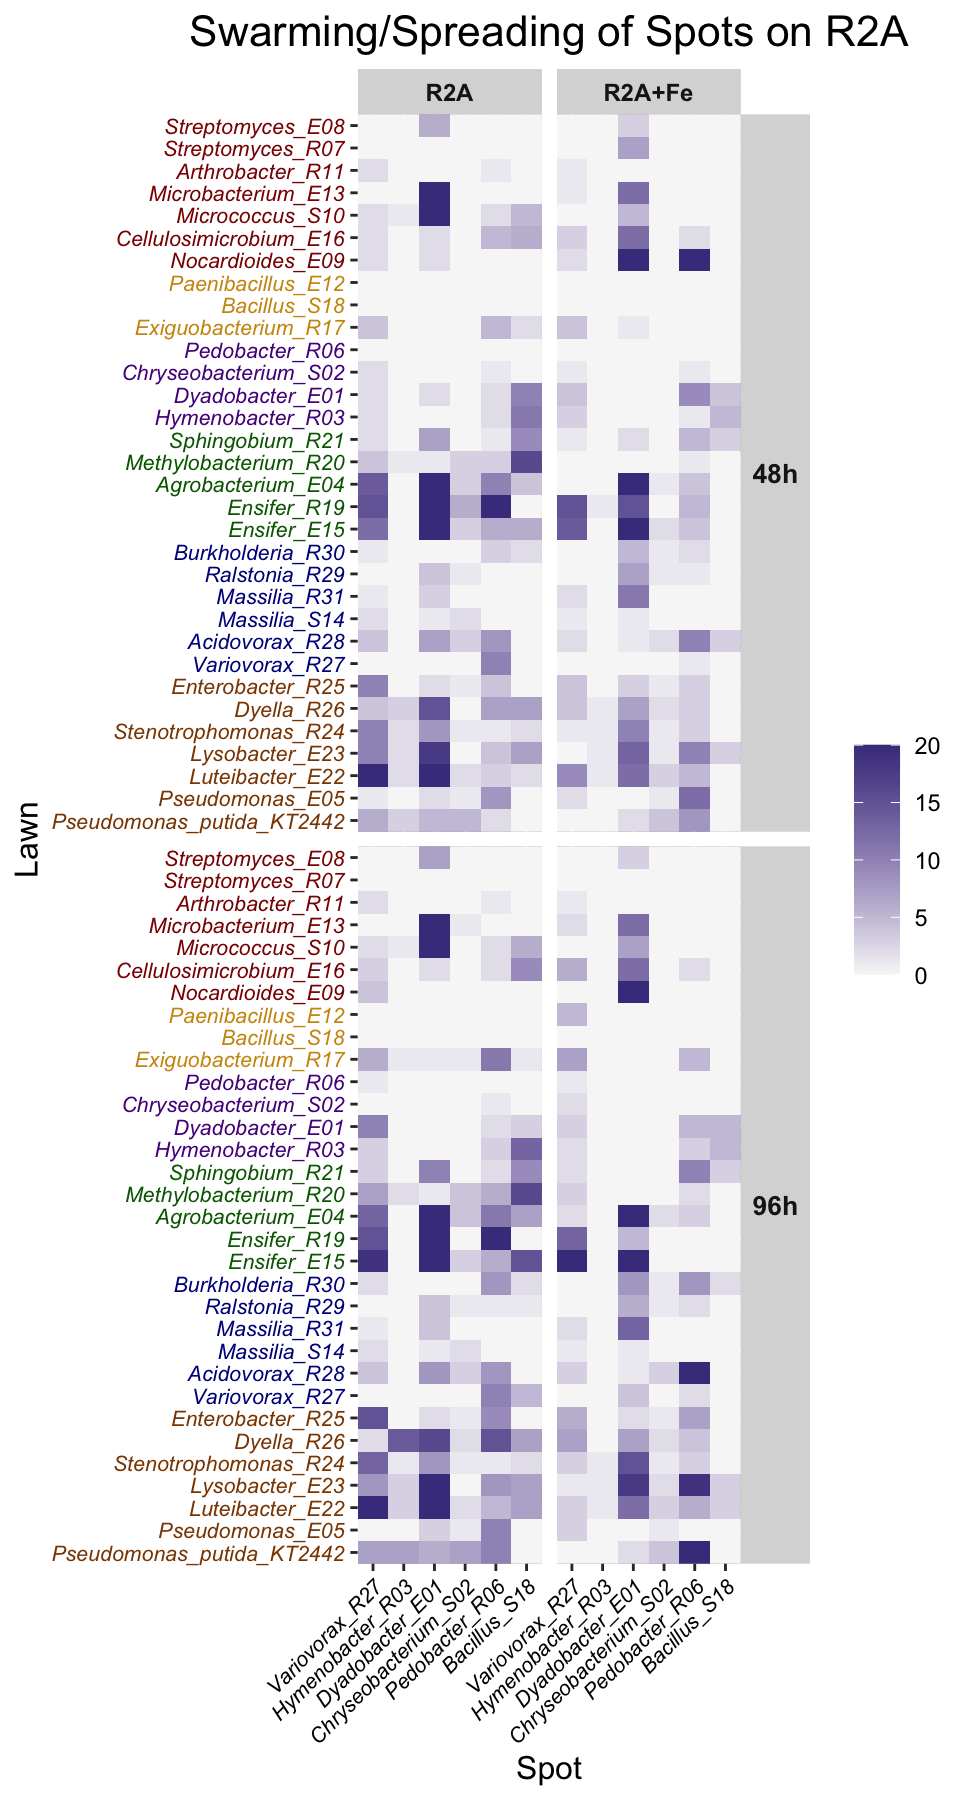 Swarming/Spreading of Spots on R2A
R2A
R2A+Fe
Streptomyces_E08
Streptomyces_R07
Arthrobacter_R11
Microbacterium_E13
Micrococcus_S10
Cellulosimicrobium_E16
Nocardioides_E09
Paenibacillus_E12
Bacillus_S18
Exiguobacterium_R17
Pedobacter_R06
Chryseobacterium_S02
Dyadobacter_E01
Hymenobacter_R03
Sphingobium_R21
Methylobacterium_R20
Agrobacterium_E04
Ensifer_R19
Ensifer_E15
Burkholderia_R30
Ralstonia_R29
Massilia_R31
Massilia_S14
Acidovorax_R28
Variovorax_R27
Enterobacter_R25
Dyella_R26
Stenotrophomonas_R24
Lysobacter_E23
Luteibacter_E22
Pseudomonas_E05
Pseudomonas_putida_KT2442
48h
Streptomyces_E08
Streptomyces_R07
Arthrobacter_R11
Microbacterium_E13
Micrococcus_S10
Cellulosimicrobium_E16
Nocardioides_E09
Paenibacillus_E12
Bacillus_S18
Exiguobacterium_R17
Pedobacter_R06
Chryseobacterium_S02
Dyadobacter_E01
Hymenobacter_R03
Sphingobium_R21
Methylobacterium_R20
Agrobacterium_E04
Ensifer_R19
Ensifer_E15
Burkholderia_R30
Ralstonia_R29
Massilia_R31
Massilia_S14
Acidovorax_R28
Variovorax_R27
Enterobacter_R25
Dyella_R26
Stenotrophomonas_R24
Lysobacter_E23
Luteibacter_E22
Pseudomonas_E05
Pseudomonas_putida_KT2442
96h
Lawn
Variovorax_R27
Hymenobacter_R03
Dyadobacter_E01
Chryseobacterium_S02
Pedobacter_R06
Bacillus_S18
Variovorax_R27
Hymenobacter_R03
Dyadobacter_E01
Chryseobacterium_S02
Pedobacter_R06
Bacillus_S18
Spot
20
15
10
5
0